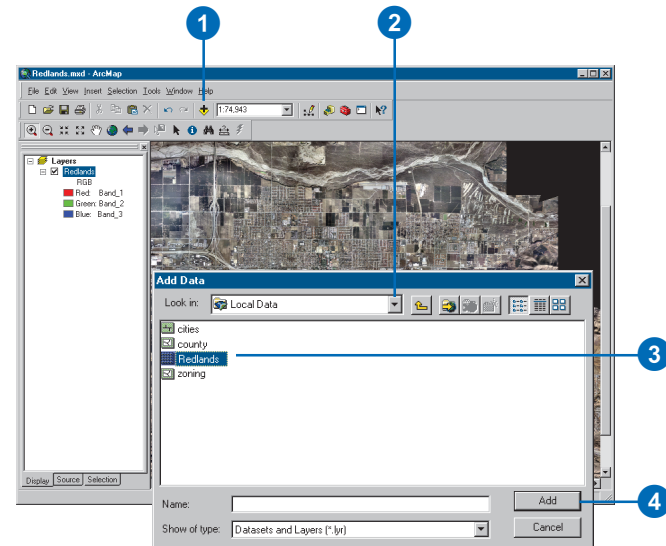 1
2
Redlands.mxd - ArcMap
File Edit View Insert Selection Tools Window Help
1:74,943
Layers
Redlands
RGB
Red: Band_1
Green: Band_2
Blue: Band_3
Add Data
Look in: Local Data
cities
county
Redlands
3
zoning
Display Source Selection
Name: Add
4
Show of type: Datasets and Layers (*.lyr) Cancel